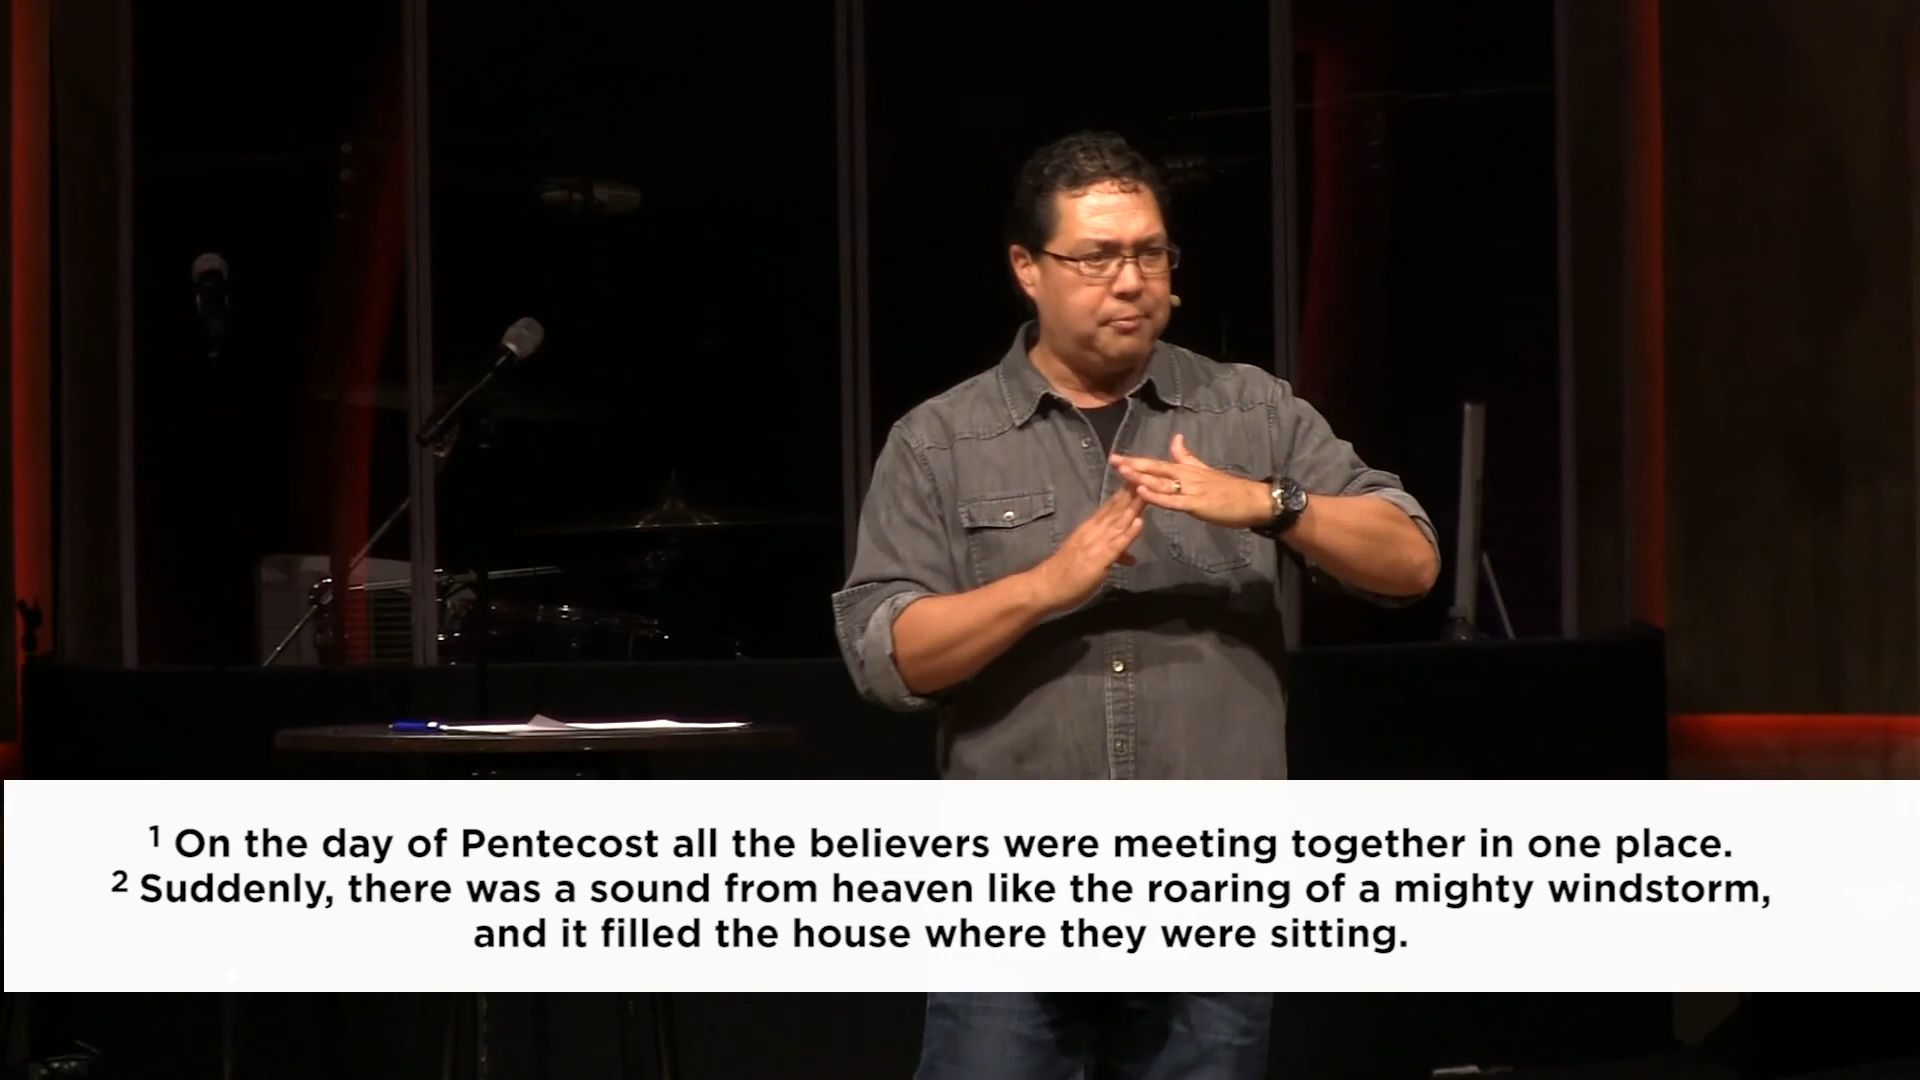 1 On the day of Pentecost all the believers were meeting together in one place.
2 Suddenly, there was a sound from heaven like the roaring of a mighty windstorm,
and it filled the house where they were sitting.